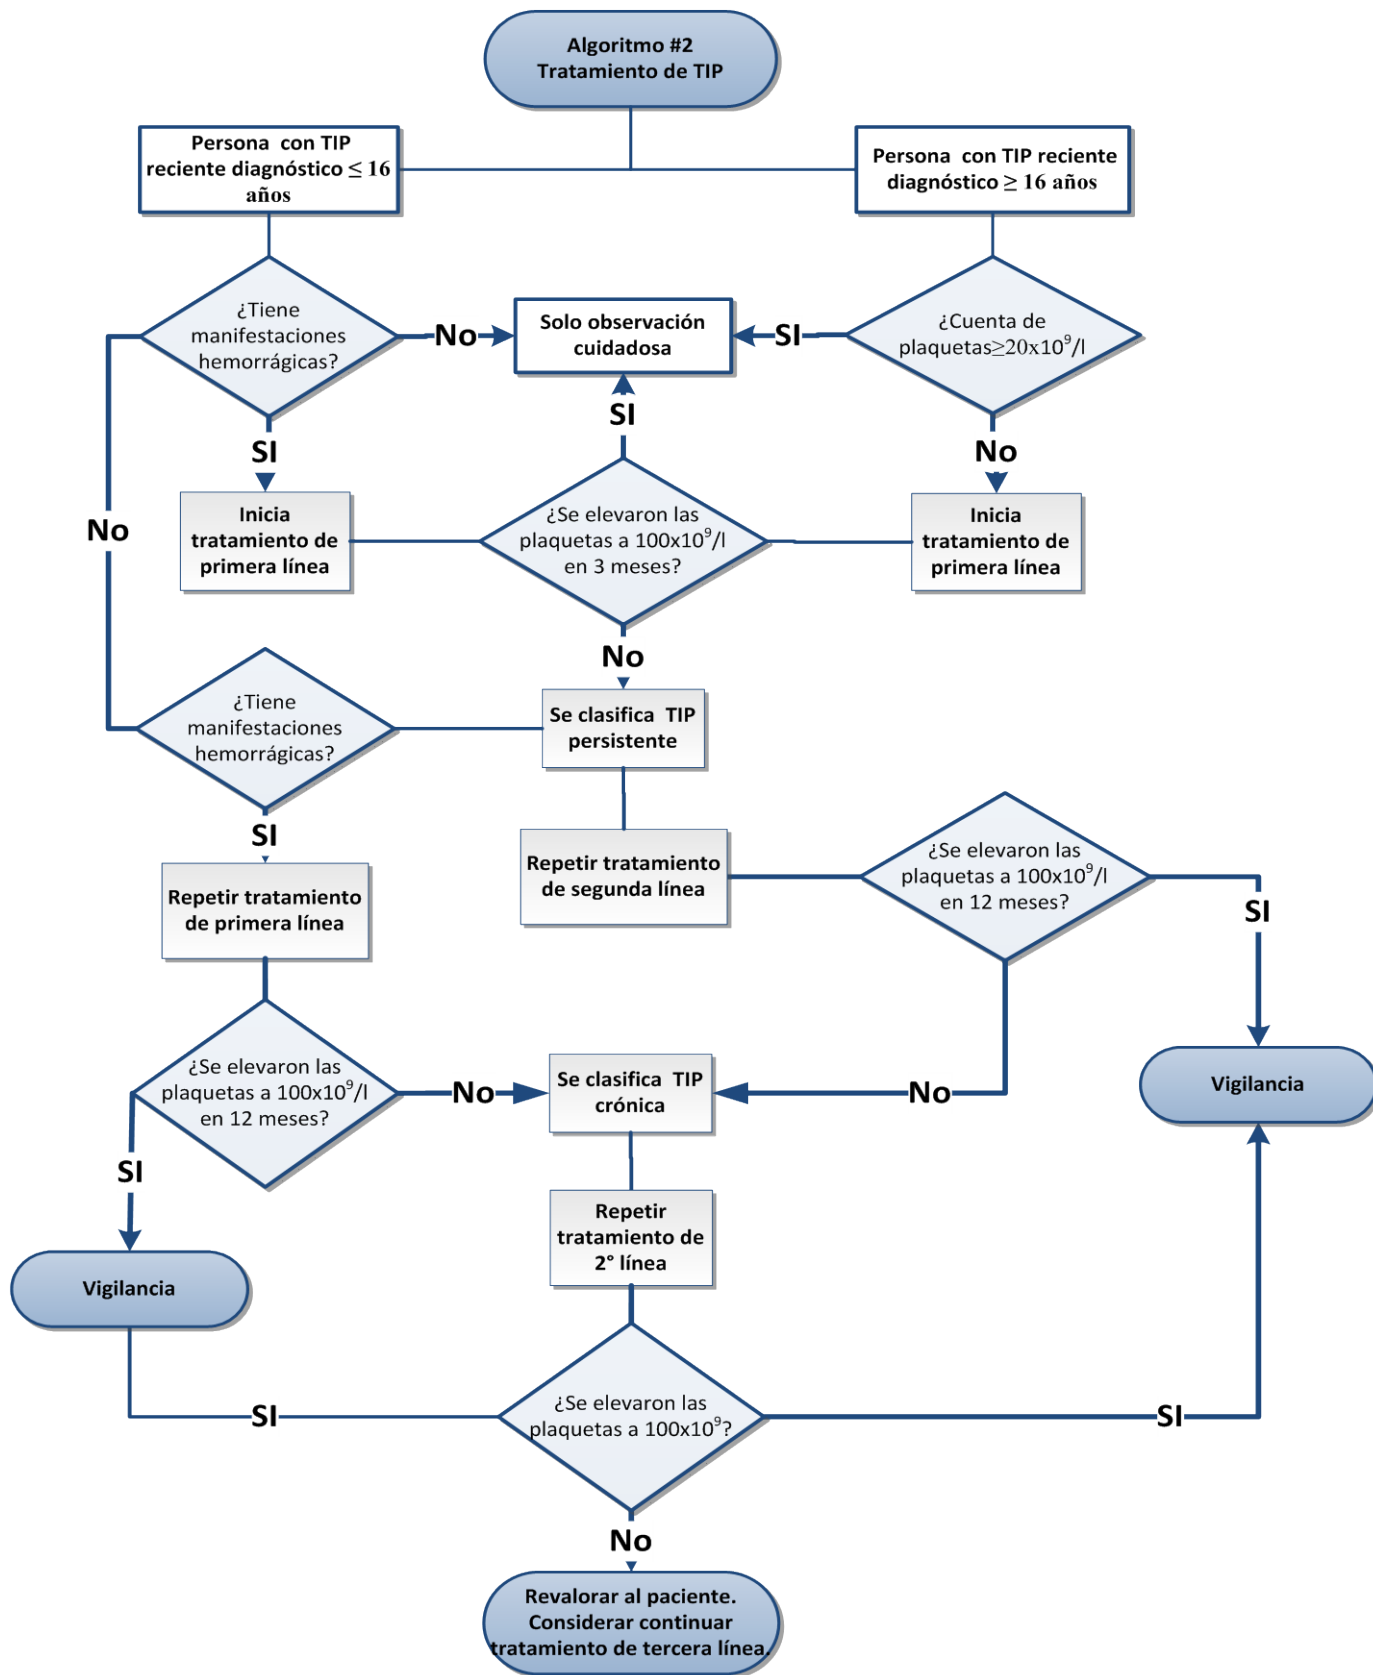 Algoritmo #2
Tratamiento de TIP
Persona con TIP
reciente diagnóstico ≤ 16
años
Persona con TIP reciente
diagnóstico ≥ 16 años
¿Tiene
manifestaciones
hemorrágicas?
No
Solo observación
cuidadosa
SI
¿Cuenta de
plaquetas≥20x10⁹/l
SI
SI
No
No
Inicia
tratamiento de
primera línea
¿Se elevaron las
plaquetas a 100x10⁹/l
en 3 meses?
Inicia
tratamiento de
primera línea
No
¿Tiene
manifestaciones
hemorrágicas?
Se clasifica TIP
persistente
SI
Repetir tratamiento
de primera línea
Repetir tratamiento
de segunda línea
¿Se elevaron las
plaquetas a 100x10⁹/l
en 12 meses?
SI
¿Se elevaron las
plaquetas a 100x10⁹/l
en 12 meses?
No
Se clasifica TIP
crónica
No
Vigilancia
SI
Repetir
tratamiento de
2° línea
Vigilancia
¿Se elevaron las
plaquetas a 100x10⁹?
SI
SI
No
Revalorar al paciente.
Considerar continuar
tratamiento de tercera línea.